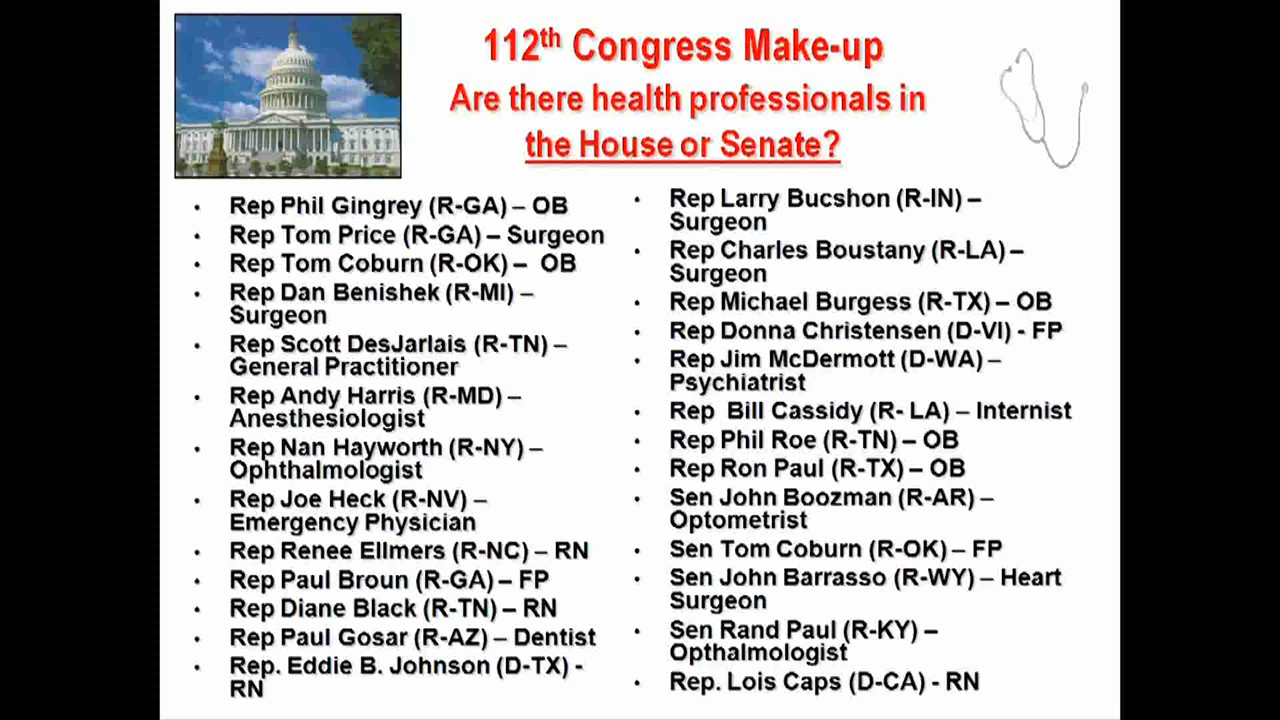 112th Congress Make-up
Are there health professionals in
the House or Senate?
• Rep Phil Gingrey (R-GA) – OB
• Rep Tom Price (R-GA) – Surgeon
• Rep Tom Coburn (R-OK) – OB
• Rep Dan Benishek (R-MI) –
Surgeon
• Rep Scott DesJarlais (R-TN) –
General Practitioner
• Rep Andy Harris (R-MD) –
Anesthesiologist
• Rep Nan Hayworth (R-NY) –
Ophthalmologist
• Rep Joe Heck (R-NV) –
Emergency Physician
• Rep Renee Ellmers (R-NC) – RN
• Rep Paul Broun (R-GA) – FP
• Rep Diane Black (R-TN) – RN
• Rep Paul Gosar (R-AZ) – Dentist
• Rep. Eddie B. Johnson (D-TX) -
RN
• Rep Larry Bucshon (R-IN) –
Surgeon
• Rep Charles Boustany (R-LA) –
Surgeon
• Rep Michael Burgess (R-TX) – OB
• Rep Donna Christensen (D-VI) - FP
• Rep Jim McDermott (D-WA) –
Psychiatrist
• Rep Bill Cassidy (R- LA) – Internist
• Rep Phil Roe (R-TN) – OB
• Rep Ron Paul (R-TX) – OB
• Sen John Boozman (R-AR) –
Optometrist
• Sen Tom Coburn (R-OK) – FP
• Sen John Barrasso (R-WY) – Heart
Surgeon
• Sen Rand Paul (R-KY) –
Opthalmologist
• Rep. Lois Caps (D-CA) - RN